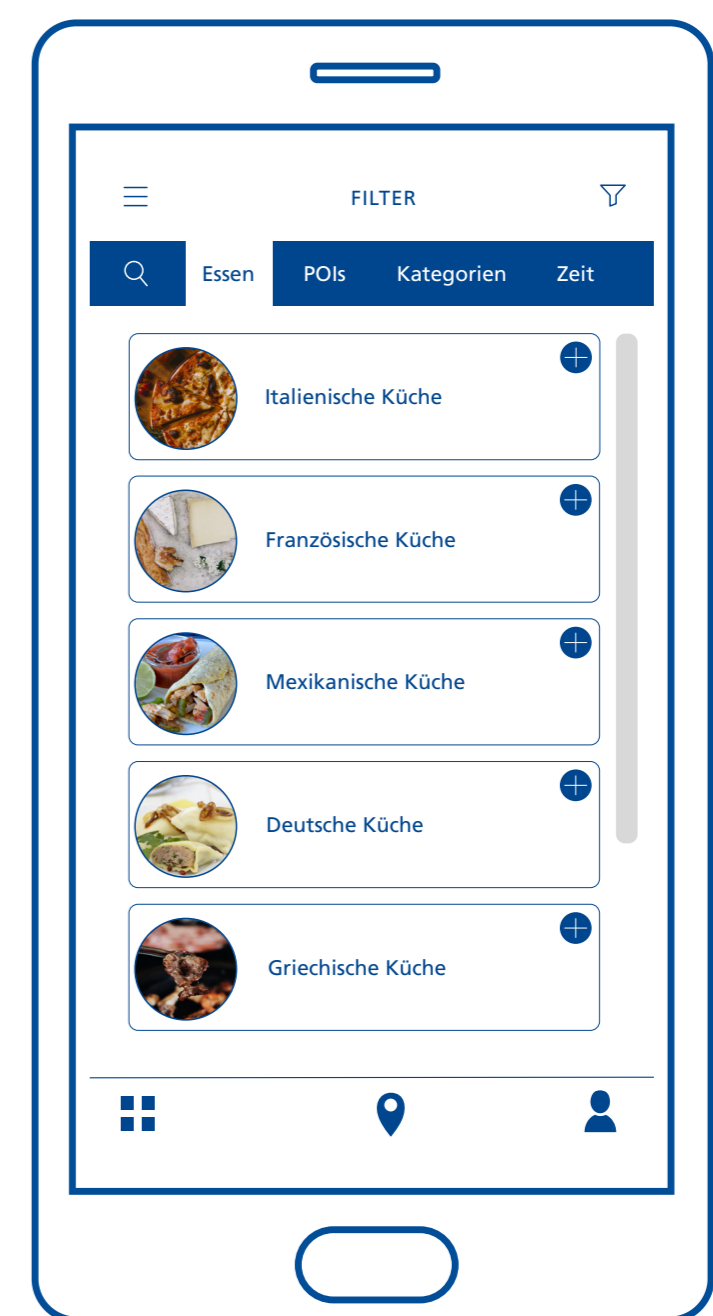 FILTER
Essen POIs Kategorien Zeit
Italienische Küche
Französische Küche
Mexikanische Küche
Deutsche Küche
Griechische Küche